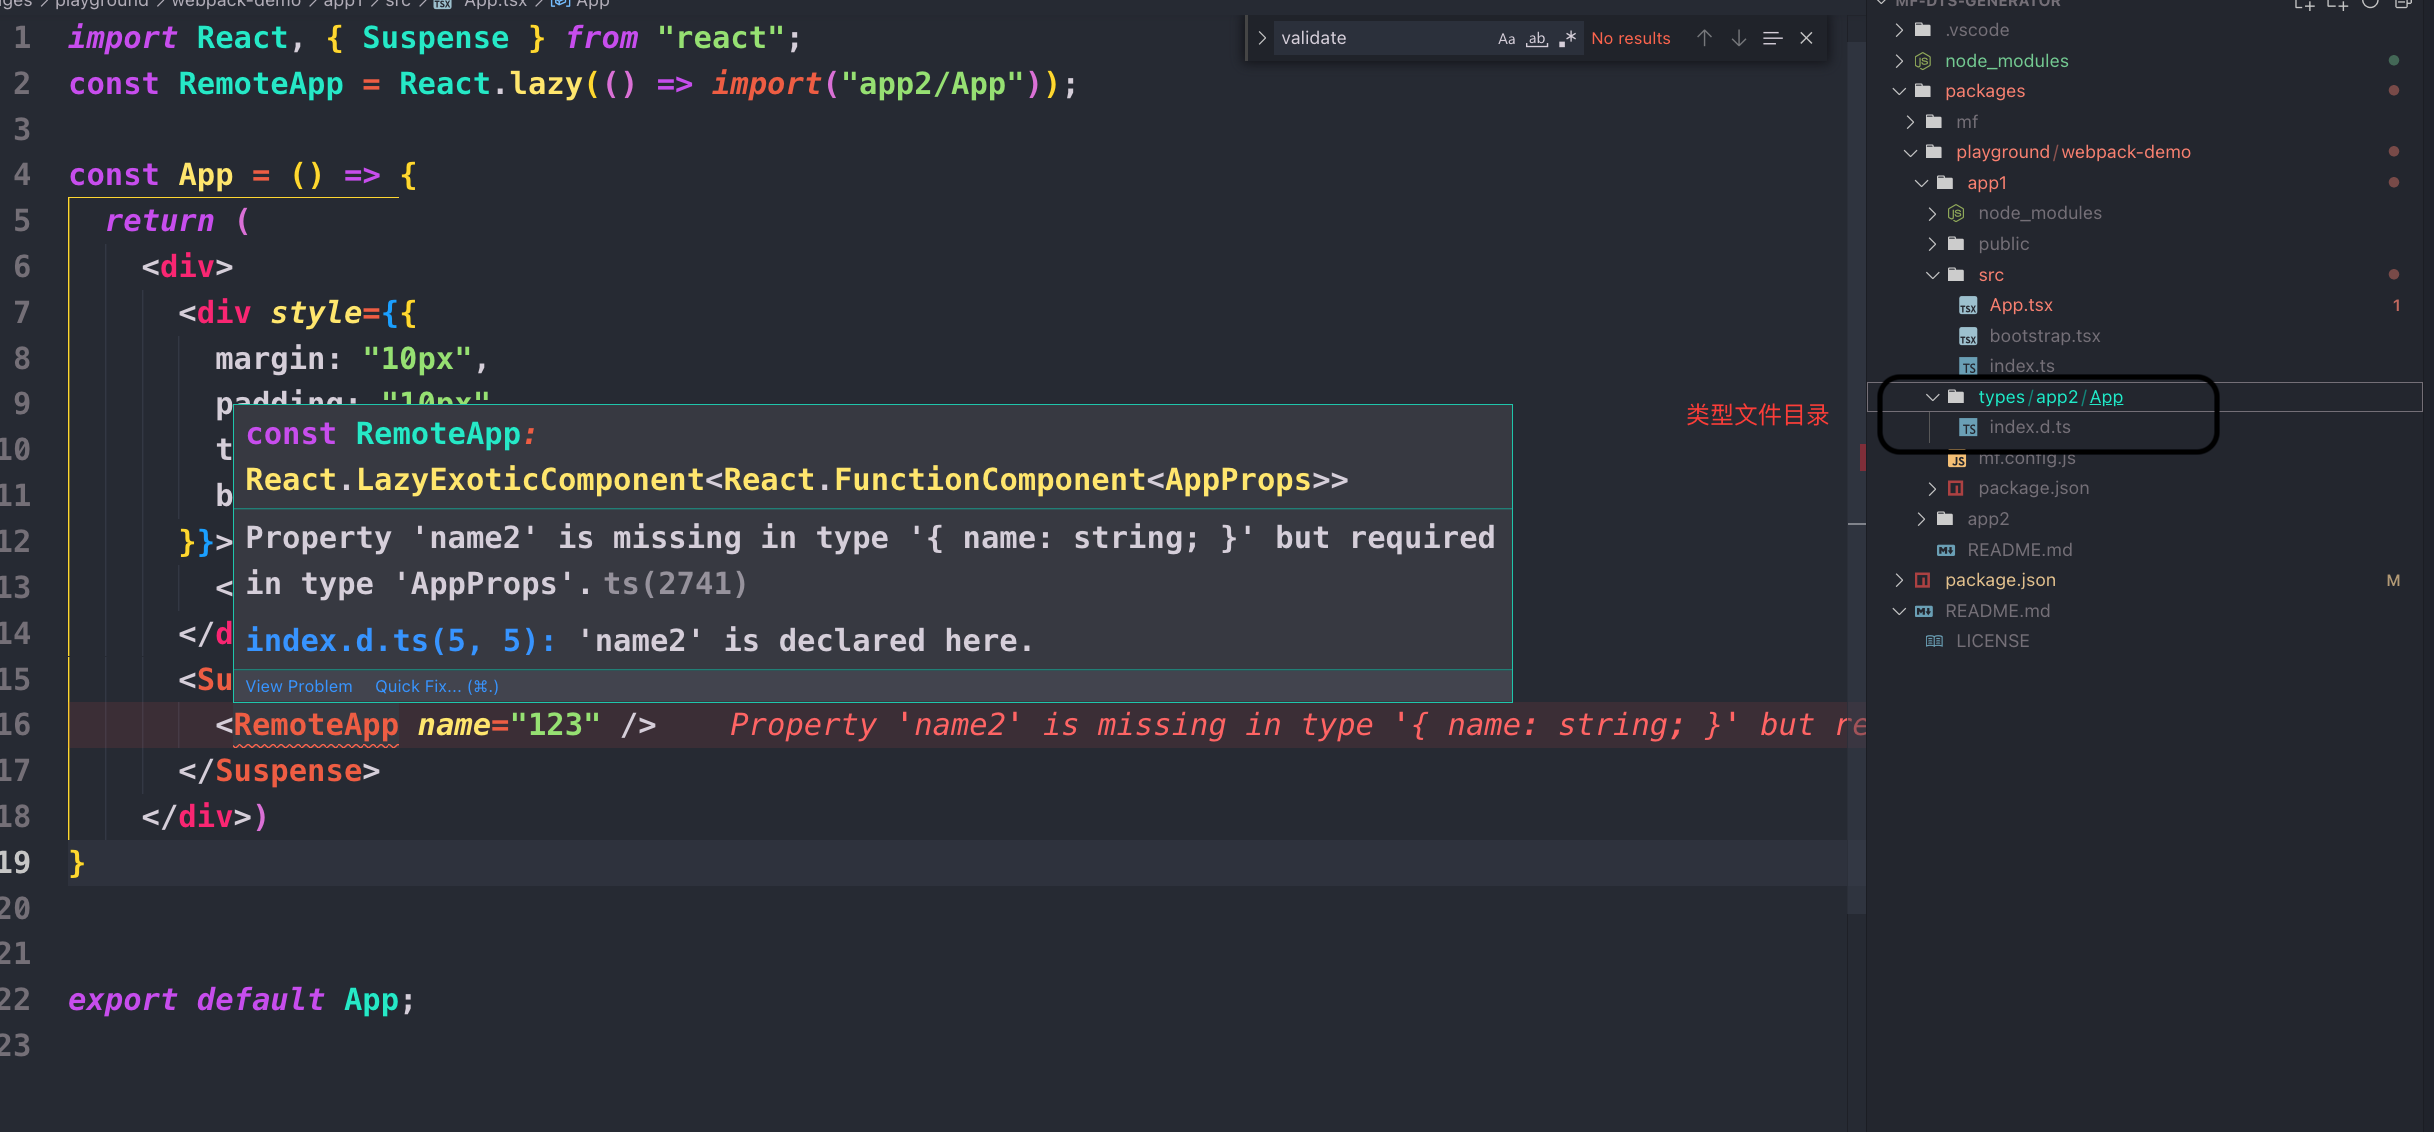 ges > playground > webpack-demo > app1 > src > App.tsx > App
1 import React, { Suspense } from "react";
2 const RemoteApp = React.lazy(() => import("app2/App"));
3
4 const App = () => {
5 return (
6 <div>
7 <div style={{
8 margin: "10px",
9 padding: "10px"
10 t
11 b
12 }}>
13 <
14 </d
15 <Su
16 <RemoteApp name="123" /> Property 'name2' is missing in type '{ name: string; }' but re
17 </Suspense>
18 </div>)
19 }
20
21
22 export default App;
23
const RemoteApp:
React.LazyExoticComponent<React.FunctionComponent<AppProps>>
Property 'name2' is missing in type '{ name: string; }' but required
in type 'AppProps'. ts(2741)
index.d.ts(5, 5): 'name2' is declared here.
View Problem Quick Fix... (⌘.)
validate Aa ab .* No results
类型文件目录
MF-DTS-GENERATOR
.vscode
node_modules
packages
mf
playground / webpack-demo
app1
node_modules
public
src
TSX App.tsx 1
TSX bootstrap.tsx
TS index.ts
types / app2 / App
TS index.d.ts
JS mf.config.js
package.json
app2
README.md
package.json M
README.md
LICENSE